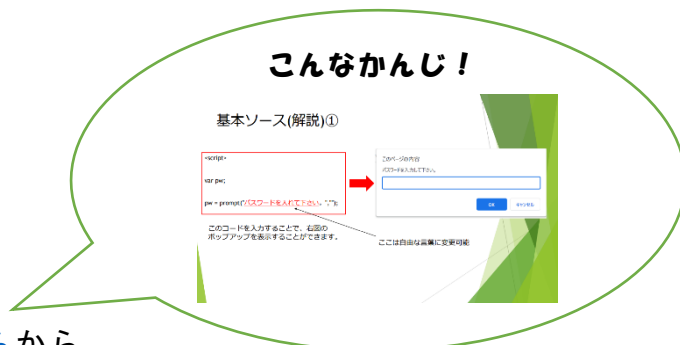 こんなかんじ！
基本ソース(解説)①
<script>
var pw;
pw = prompt("パスワードを入れて下さい。","");
このコードを入力することで、右図の
ポップアップを表示することができます。
このページの内容
パスワードを入力して下さい。
OK キャンセル
ここは自由な言葉に変更可能
から